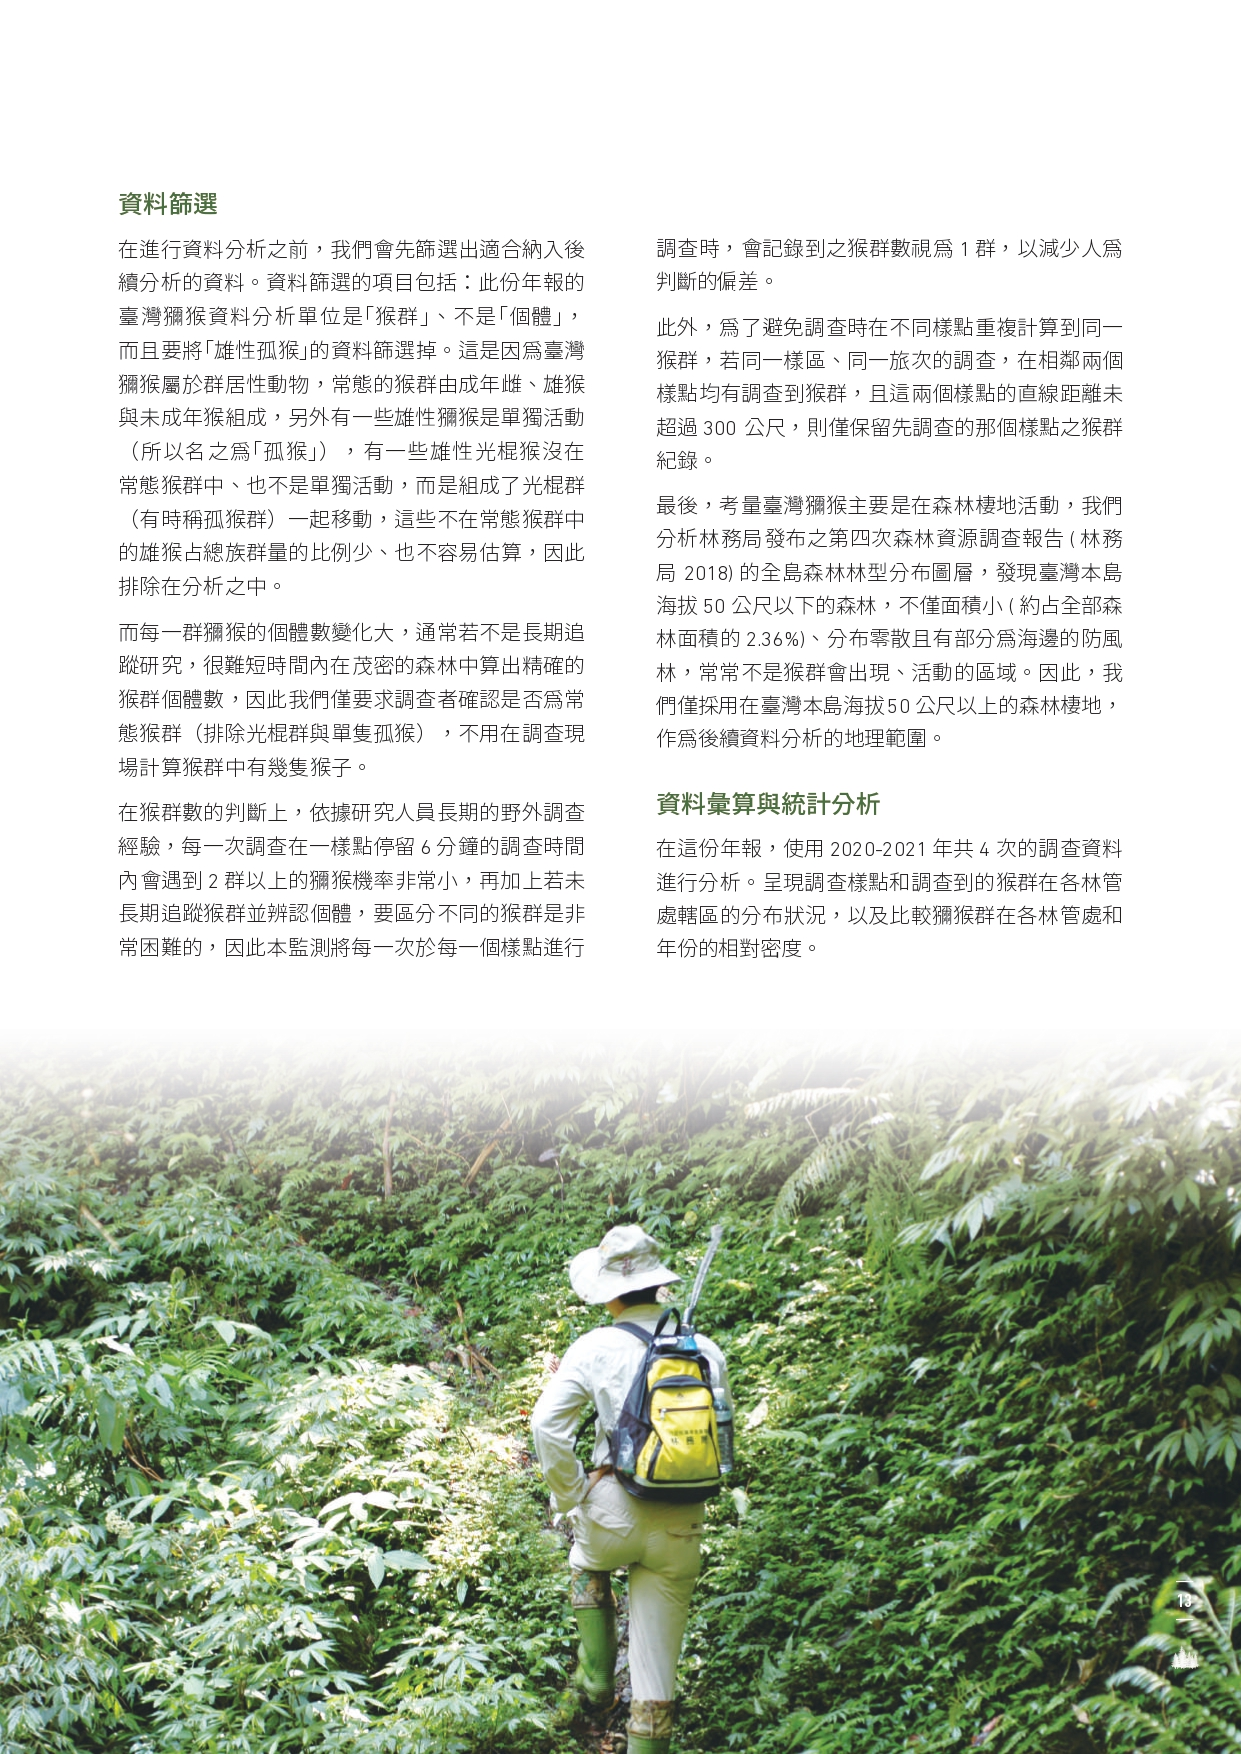 資料篩選
在進行資料分析之前，我們會先篩選出適合納入後
續分析的資料。資料篩選的項目包括：此份年報的
臺灣獼猴資料分析單位是「猴群」、不是「個體」，
而且要將「雄性孤猴」的資料篩選掉。這是因爲臺灣
獼猴屬於群居性動物，常態的猴群由成年雌、雄猴
與未成年猴組成，另外有一些雄性獼猴是單獨活動
（所以名之爲「孤猴」），有一些雄性光棍猴沒在
常態猴群中、也不是單獨活動，而是組成了光棍群
（有時稱孤猴群）一起移動，這些不在常態猴群中
的雄猴占總族群量的比例少、也不容易估算，因此
排除在分析之中。
而每一群獼猴的個體數變化大，通常若不是長期追
蹤研究，很難短時間內在茂密的森林中算出精確的
猴群個體數，因此我們僅要求調查者確認是否爲常
態猴群（排除光棍群與單隻孤猴），不用在調查現
場計算猴群中有幾隻猴子。
在猴群數的判斷上，依據研究人員長期的野外調查
經驗，每一次調查在一樣點停留 6 分鐘的調查時間
內會遇到 2 群以上的獼猴機率非常小，再加上若未
長期追蹤猴群並辨認個體，要區分不同的猴群是非
常困難的，因此本監測將每一次於每一個樣點進行
調查時，會記錄到之猴群數視爲 1 群，以減少人爲
判斷的偏差。
此外，爲了避免調查時在不同樣點重複計算到同一
猴群，若同一樣區、同一旅次的調查，在相鄰兩個
樣點均有調查到猴群，且這兩個樣點的直線距離未
超過 300 公尺，則僅保留先調查的那個樣點之猴群
紀錄。
最後，考量臺灣獼猴主要是在森林棲地活動，我們
分析林務局發布之第四次森林資源調查報告 ( 林務
局 2018) 的全島森林林型分布圖層，發現臺灣本島
海拔 50 公尺以下的森林，不僅面積小 ( 約占全部森
林面積的 2.36%)、分布零散且有部分爲海邊的防風
林，常常不是猴群會出現、活動的區域。因此，我
們僅採用在臺灣本島海拔 50 公尺以上的森林棲地，
作爲後續資料分析的地理範圍。
資料彙算與統計分析
在這份年報，使用 2020-2021 年共 4 次的調查資料
進行分析。呈現調查樣點和調查到的猴群在各林管
處轄區的分布狀況，以及比較獼猴群在各林管處和
年份的相對密度。
13